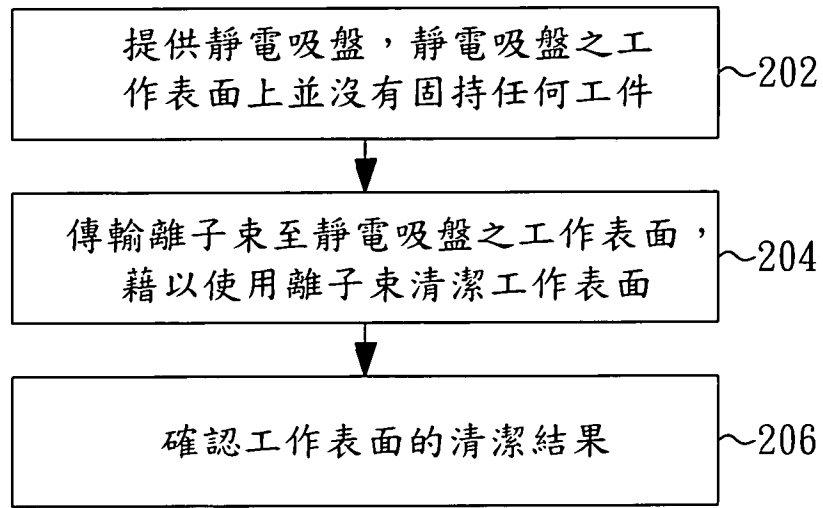 提供靜電吸盤，靜電吸盤之工
作表面上並沒有固持任何工件
202
傳輸離子束至靜電吸盤之工作表面，
藉以使用離子束清潔工作表面
204
確認工作表面的清潔結果
206